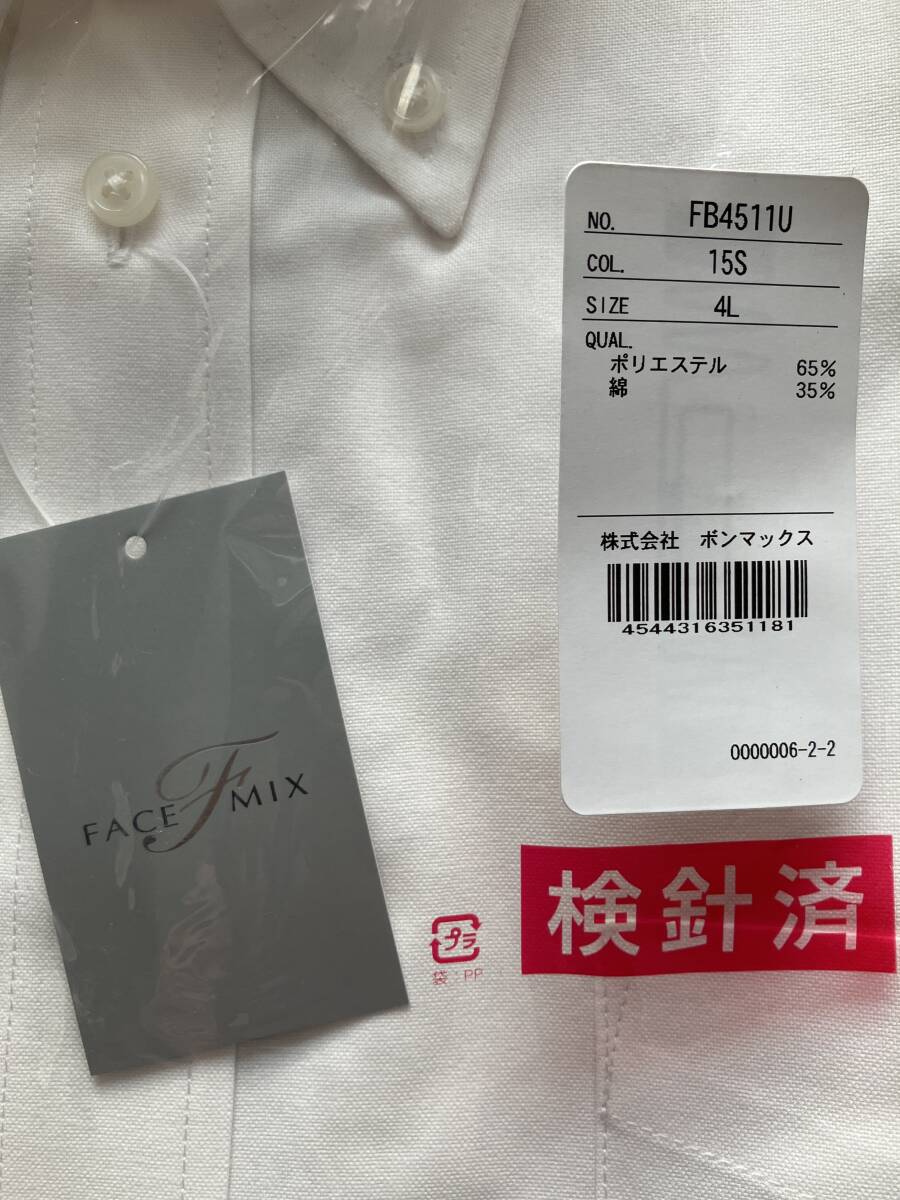 NO. FB4511U
COL. 15S
SIZE 4L
QUAL.
ポリエステル 65%
綿 35%
株式会社 ボンマックス
4544316351181
0000006-2-2
F
FACE MIX
プラ
袋:PP
検針済